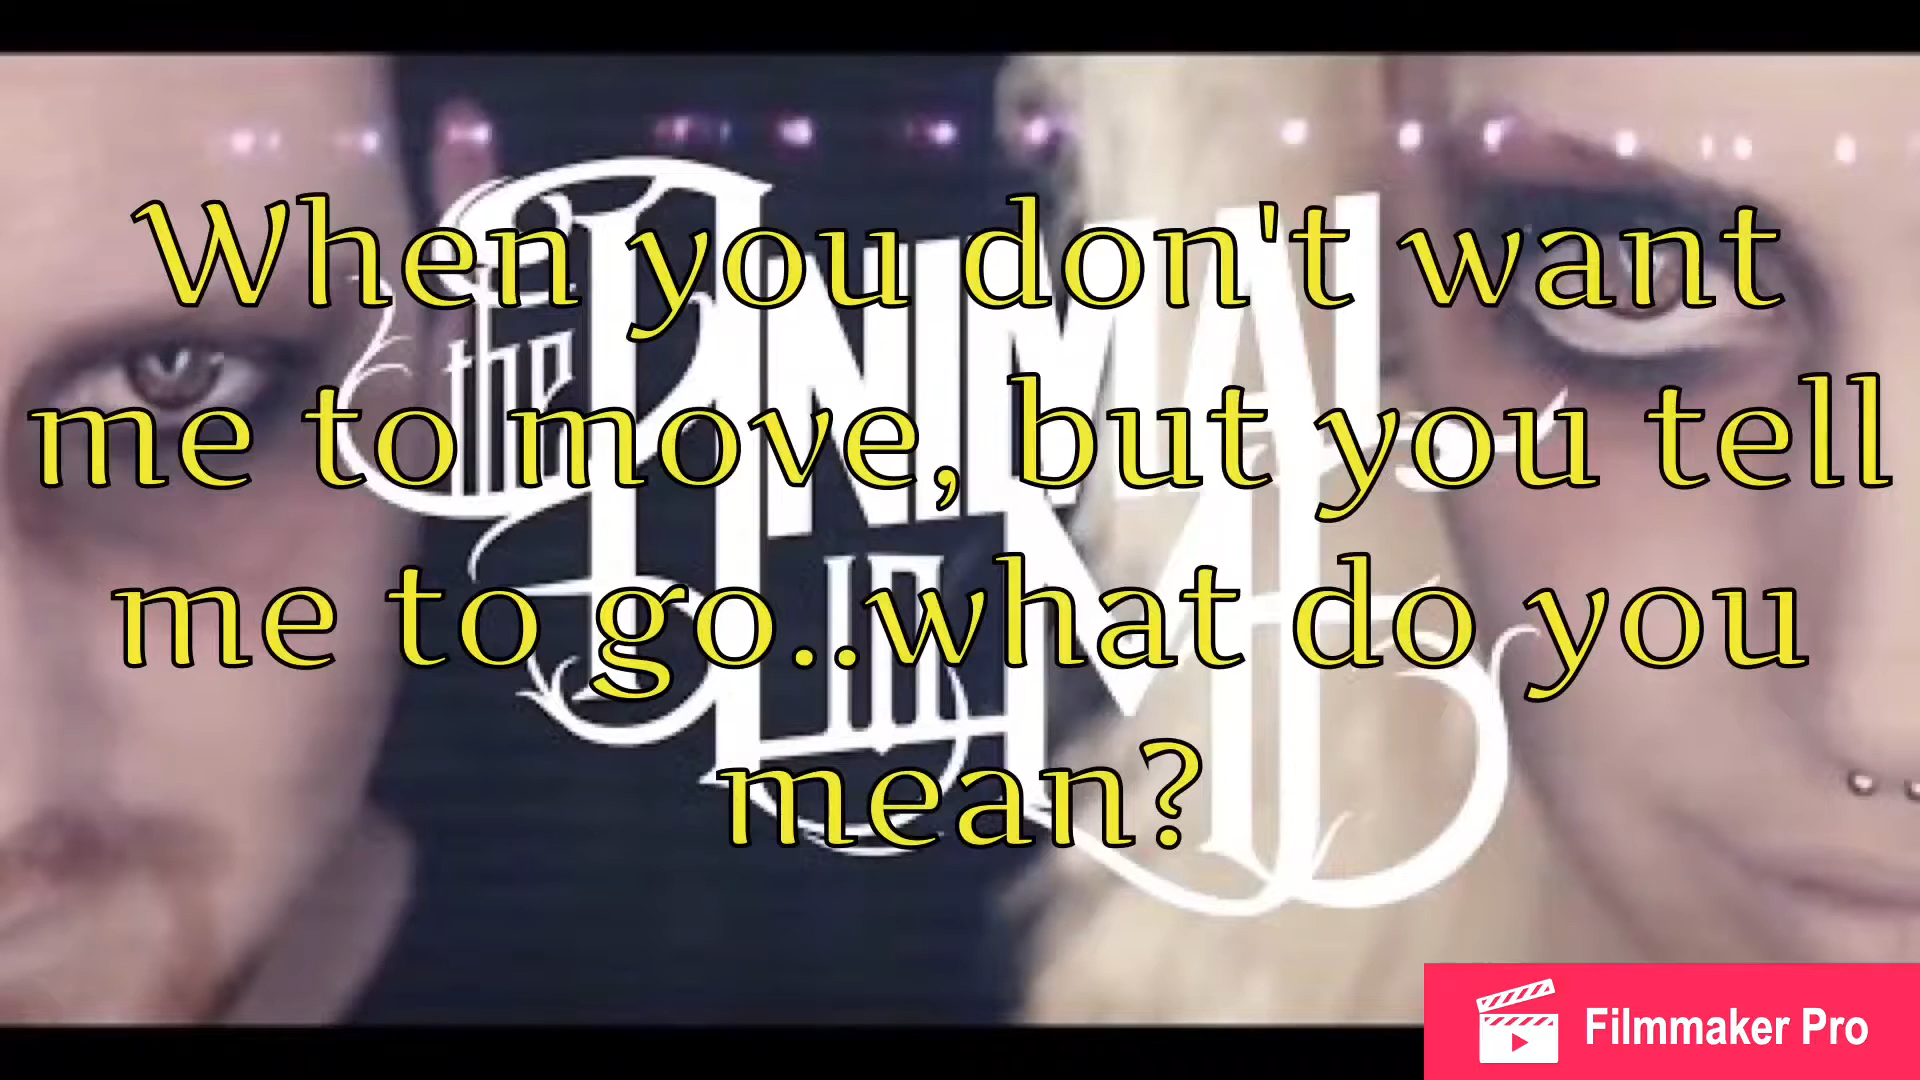 When you don't want
me to move, but you tell
me to go..what do you
mean?
the
ANIMAL
IN
ME
Filmmaker Pro